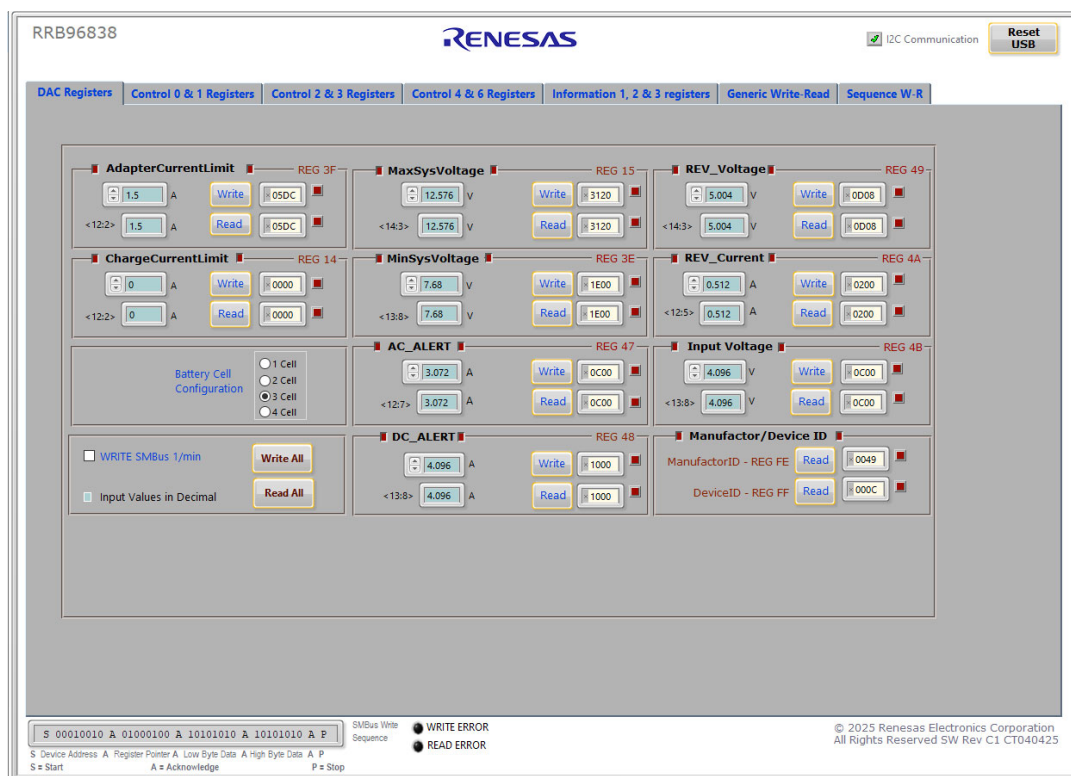 RRB96838
RENESAS
I2C Communication
Reset USB
DAC Registers
Control 0 & 1 Registers
Control 2 & 3 Registers
Control 4 & 6 Registers
Information 1, 2 & 3 registers
Generic Write-Read
Sequence W-R
AdapterCurrentLimit REG 3F
1.5 A Write x 05DC
<12:2> 1.5 A Read x 05DC
ChargeCurrentLimit REG 14
0 A Write x 0000
<12:2> 0 A Read x 0000
Battery Cell
Configuration
1 Cell
2 Cell
3 Cell
4 Cell
WRITE SMBus 1/min
Write All
Input Values in Decimal
Read All
MaxSysVoltage REG 15
12.576 V Write x 3120
<14:3> 12.576 V Read x 3120
MinSysVoltage REG 3E
7.68 V Write x 1E00
<13:8> 7.68 V Read x 1E00
AC_ALERT REG 47
3.072 A Write x 0C00
<12:7> 3.072 A Read x 0C00
DC_ALERT REG 48
4.096 A Write x 1000
<13:8> 4.096 A Read x 1000
REV_Voltage REG 49
5.004 V Write x 0D08
<14:3> 5.004 V Read x 0D08
REV_Current REG 4A
0.512 A Write x 0200
<12:5> 0.512 A Read x 0200
Input Voltage REG 4B
4.096 V Write x 0C00
<13:8> 4.096 V Read x 0C00
Manufactor/Device ID
ManufactorID - REG FE Read x 0049
DeviceID - REG FF Read x 000C
S 00010010 A 01000100 A 10101010 A 10101010 A P
SMBus Write
Sequence
S Device Address A Register Pointer A Low Byte Data A High Byte Data A P
S = Start A = Acknowledge P = Stop
WRITE ERROR
READ ERROR
© 2025 Renesas Electronics Corporation
All Rights Reserved SW Rev C1 CT040425